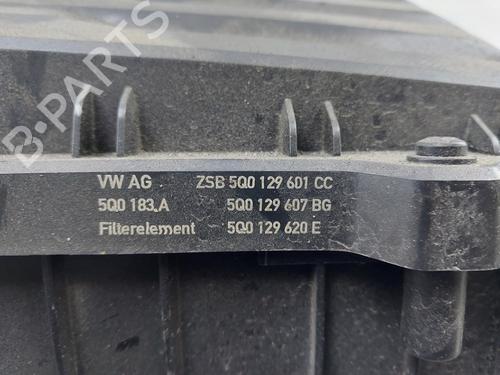 B-PARTS
VW AG ZSB 5Q0 129 601 CC
5Q0 183.A 5Q0 129 607 BG
Filterelement 5Q0 129 620 E